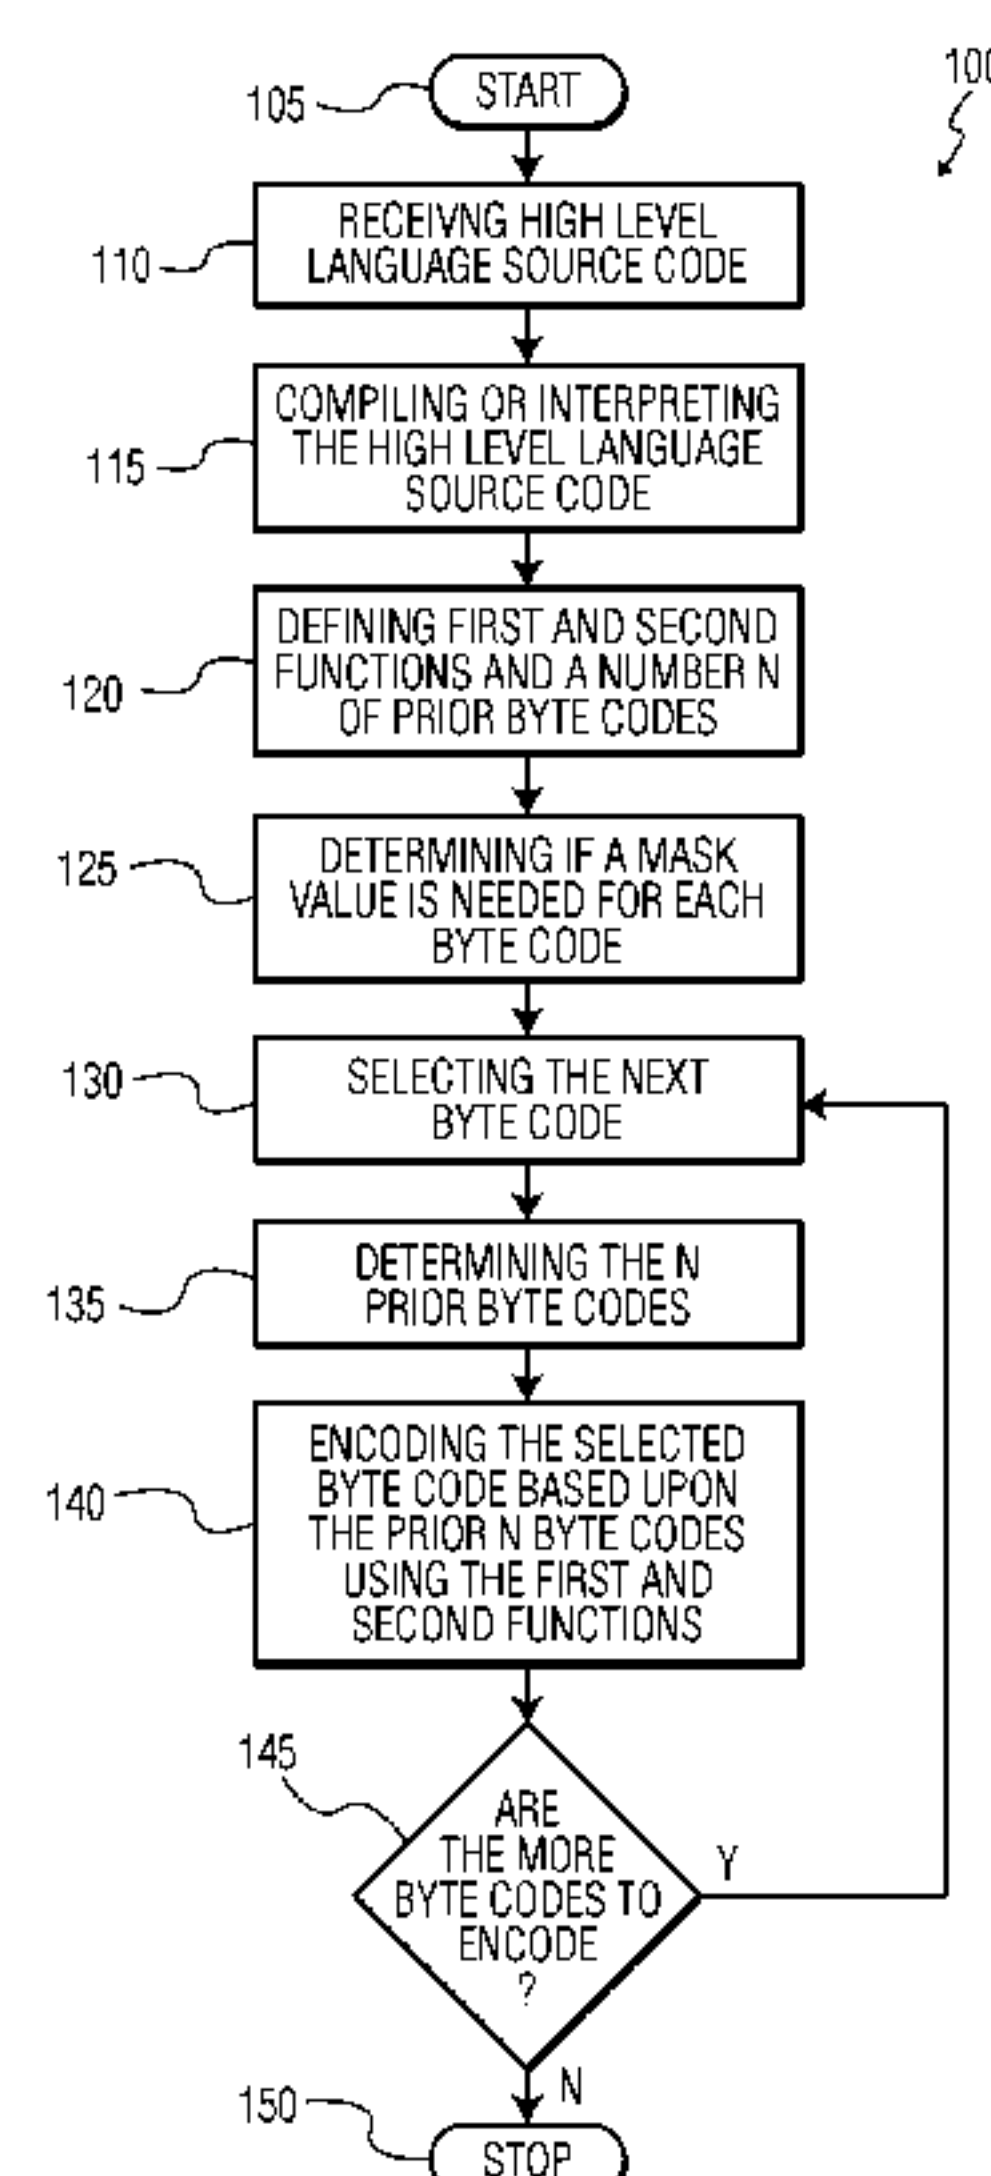 100
105
START
110
RECEIVNG HIGH LEVEL
LANGUAGE SOURCE CODE
115
COMPILING OR INTERPRETING
THE HIGH LEVEL LANGUAGE
SOURCE CODE
120
DEFINING FIRST AND SECOND
FUNCTIONS AND A NUMBER N
OF PRIOR BYTE CODES
125
DETERMINING IF A MASK
VALUE IS NEEDED FOR EACH
BYTE CODE
130
SELECTING THE NEXT
BYTE CODE
135
DETERMINING THE N
PRIOR BYTE CODES
140
ENCODING THE SELECTED
BYTE CODE BASED UPON
THE PRIOR N BYTE CODES
USING THE FIRST AND
SECOND FUNCTIONS
145
ARE
THE MORE
BYTE CODES TO
ENCODE
?
Y
N
150
STOP